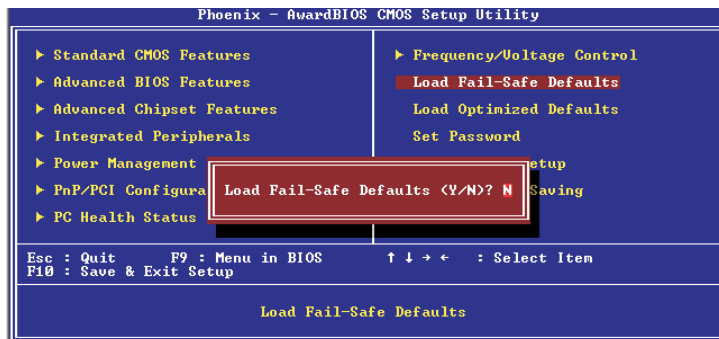 Phoenix - AwardBIOS CMOS Setup Utility
► Standard CMOS Features
► Advanced BIOS Features
► Advanced Chipset Features
► Integrated Peripherals
► Power Management
► PnP/PCI Configura
► PC Health Status
► Frequency/Voltage Control
Load Fail-Safe Defaults
Load Optimized Defaults
Set Password
etup
Saving
Load Fail-Safe Defaults (Y/N)? N
Esc : Quit F9 : Menu in BIOS ↑ ↓ → ← : Select Item
F10 : Save & Exit Setup
Load Fail-Safe Defaults